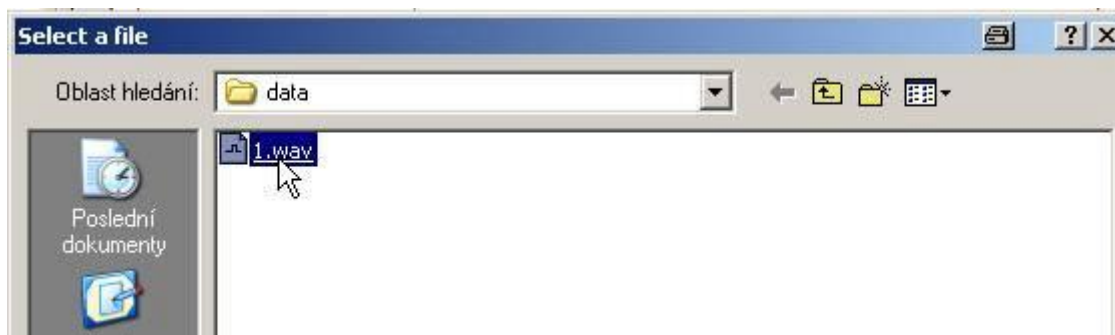 Select a file
Oblast hledání:
data
1.wav
Poslední
dokumenty